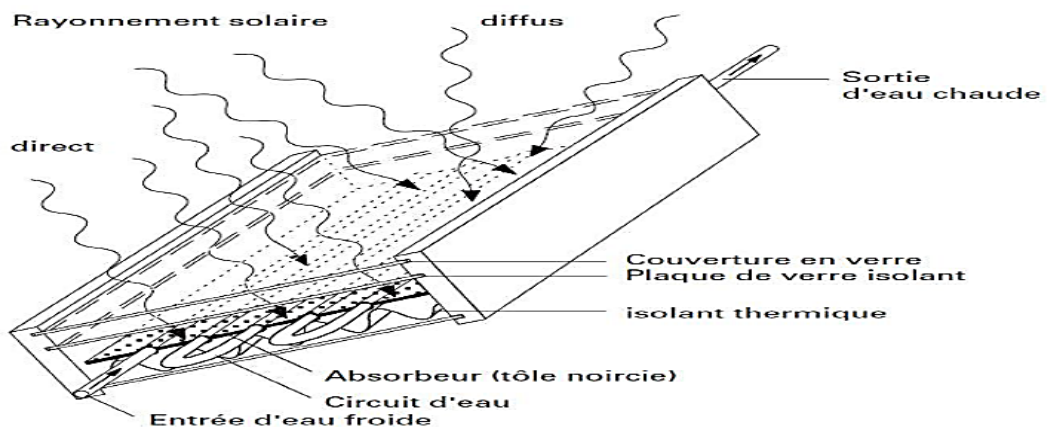 Rayonnement solaire
diffus
Sortie
d'eau chaude
direct
Couverture en verre
Plaque de verre isolant
isolant thermique
Absorbeur (tôle noircie)
Circuit d'eau
Entrée d'eau froide